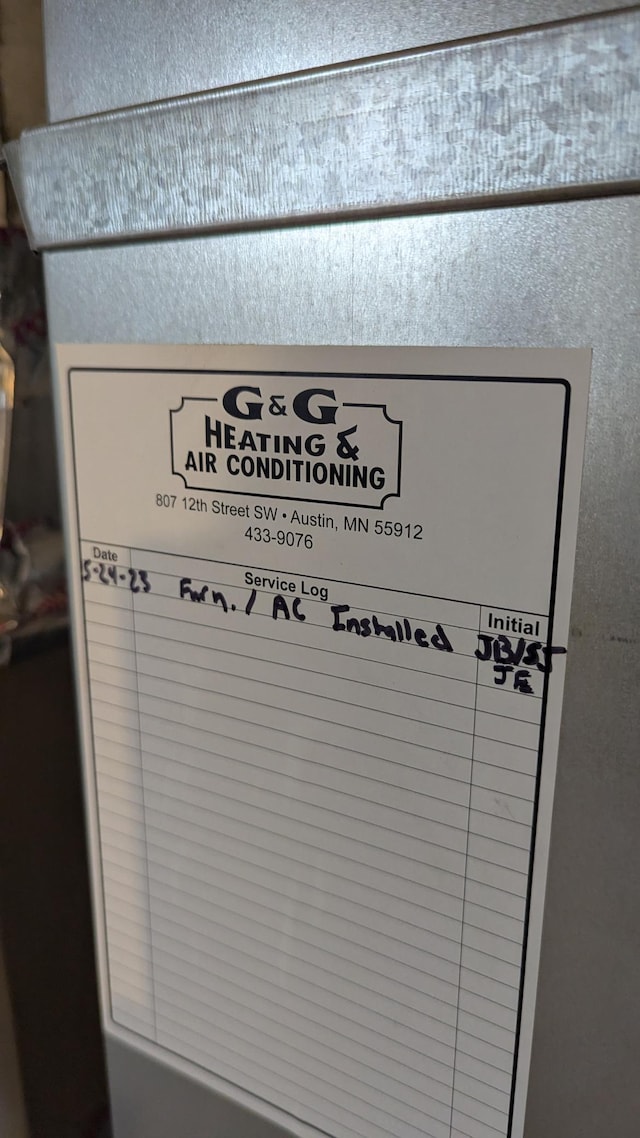 G & G
HEATING &
AIR CONDITIONING
807 12th Street SW • Austin, MN 55912
433-9076
Date Service Log Initial
5-24-23 Furn. / AC Installed JB/SJ
JE